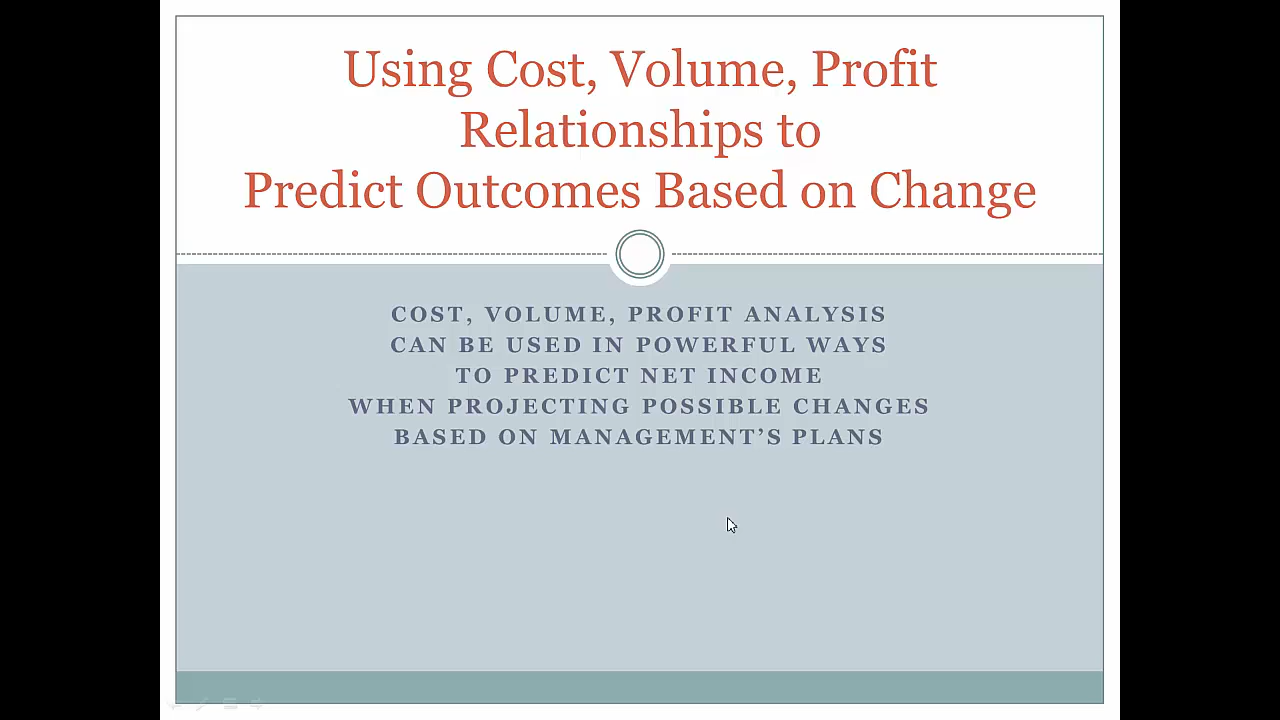 Using Cost, Volume, Profit
Relationships to
Predict Outcomes Based on Change
COST, VOLUME, PROFIT ANALYSIS
CAN BE USED IN POWERFUL WAYS
TO PREDICT NET INCOME
WHEN PROJECTING POSSIBLE CHANGES
BASED ON MANAGEMENT’S PLANS